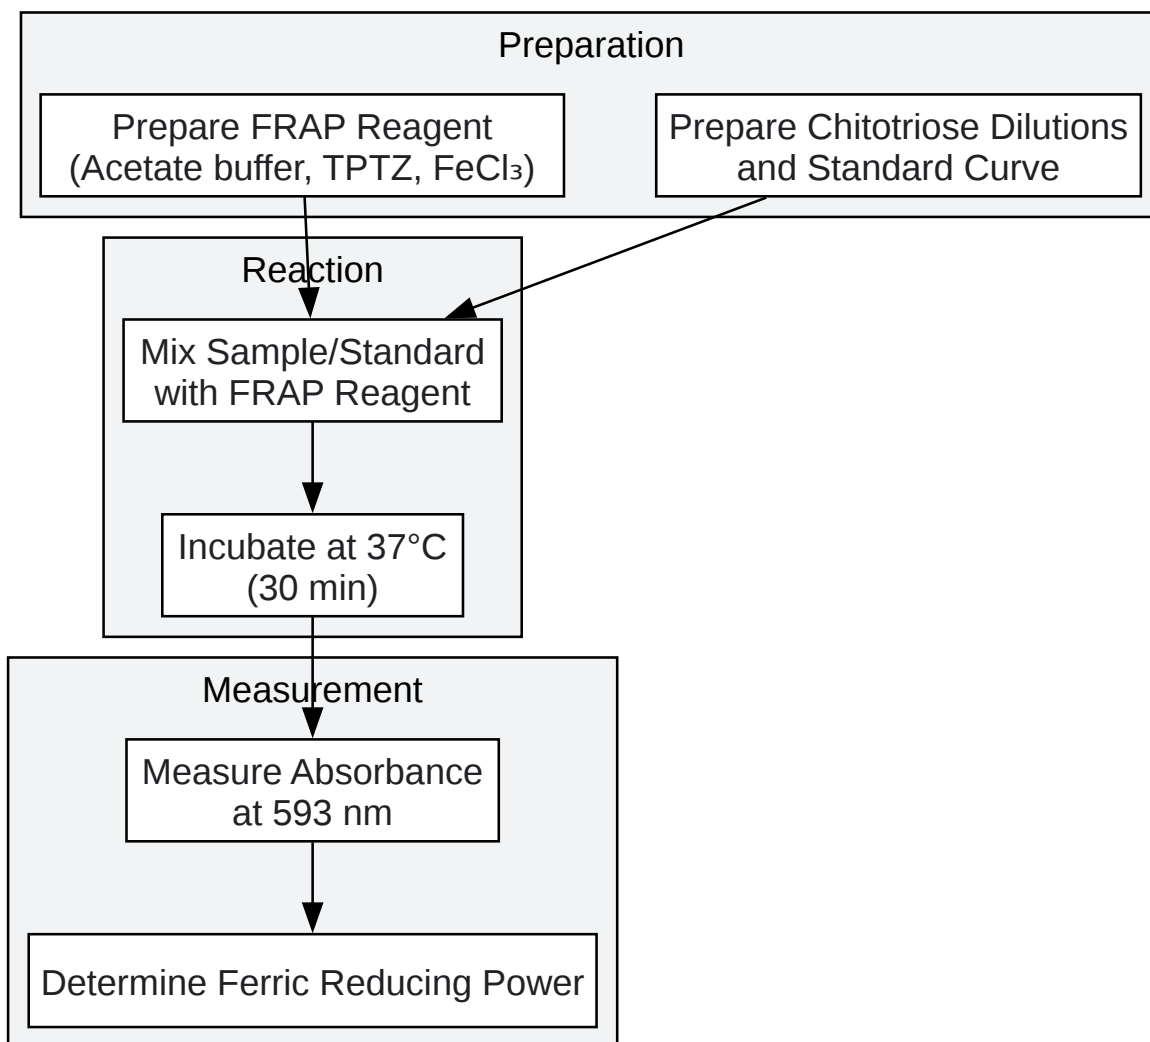 Preparation
Prepare FRAP Reagent
(Acetate buffer, TPTZ, FeCl₃)
Prepare Chitotriose Dilutions
and Standard Curve
Reaction
Mix Sample/Standard
with FRAP Reagent
Incubate at 37°C
(30 min)
Measurement
Measure Absorbance
at 593 nm
Determine Ferric Reducing Power